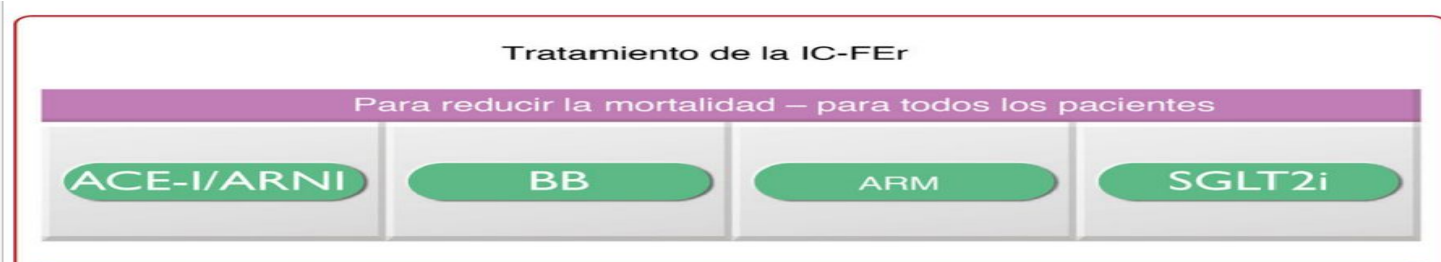 Tratamiento de la IC-FEr
Para reducir la mortalidad – para todos los pacientes
ACE-I/ARNI BB ARM SGLT2i